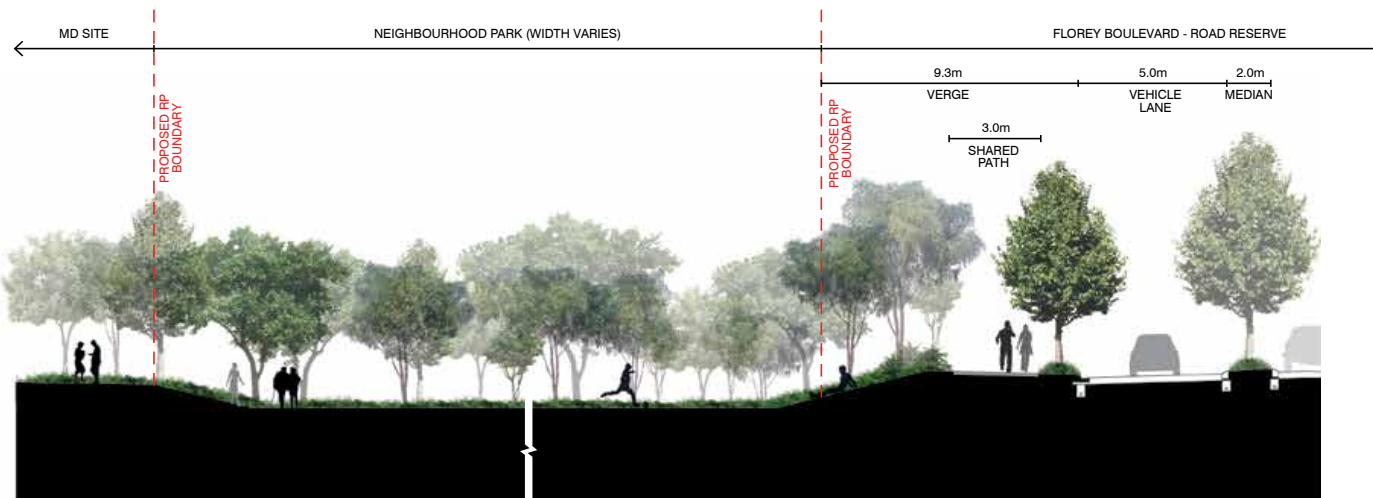 MD SITE
NEIGHBOURHOOD PARK (WIDTH VARIES)
FLOREY BOULEVARD - ROAD RESERVE
9.3m
VERGE
5.0m
VEHICLE
LANE
2.0m
MEDIAN
3.0m
SHARED
PATH
PROPOSED RP
BOUNDARY
PROPOSED RP
BOUNDARY